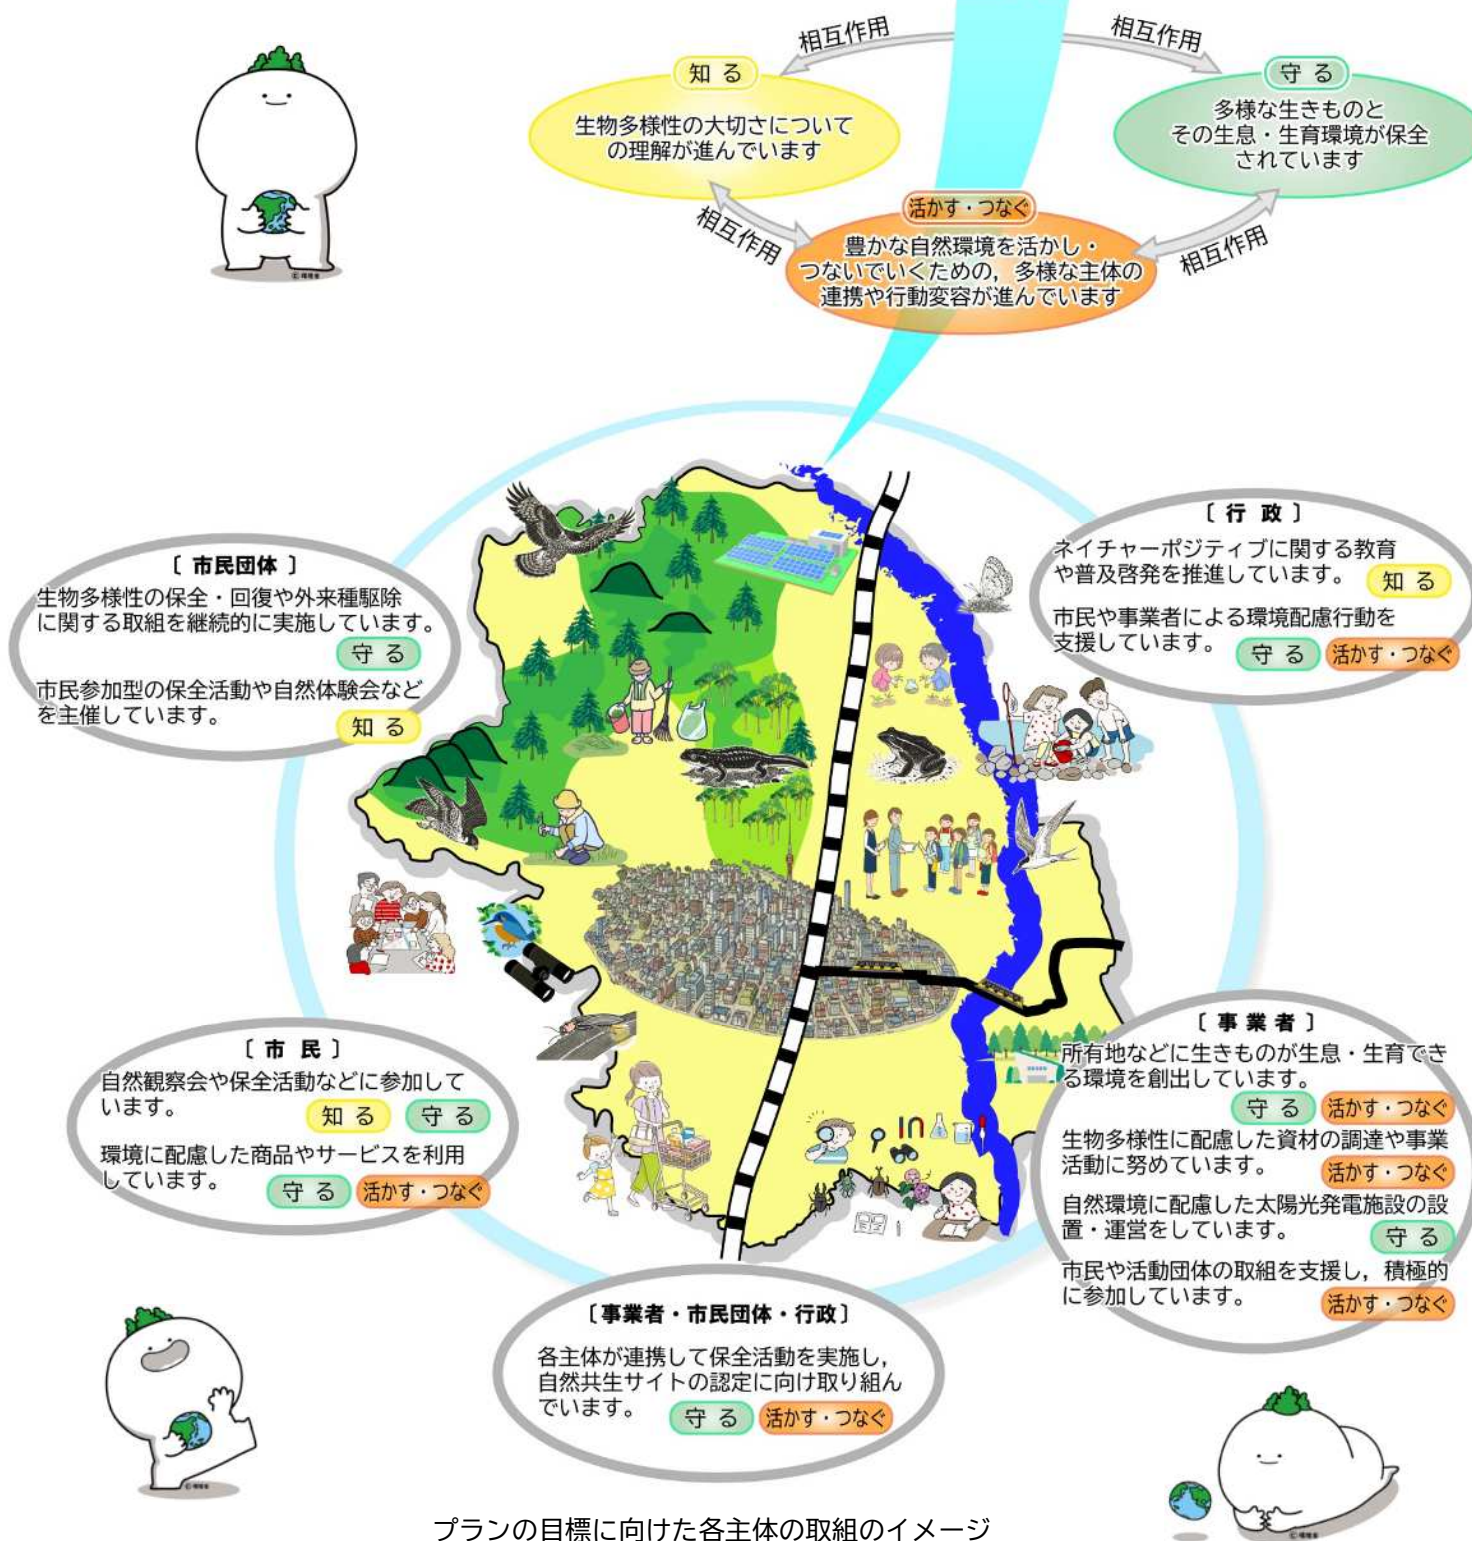 相互作用
相互作用
知る
生物多様性の大切さについて
の理解が進んでいます
守る
多様な生きものと
その生息・生育環境が保全
されています
相互作用
相互作用
活かす・つなぐ
豊かな自然環境を活かし・
つないでいくための，多様な主体の
連携や行動変容が進んでいます
〔 市民団体 〕
生物多様性の保全・回復や外来種駆除
に関する取組を継続的に実施しています。
守る
市民参加型の保全活動や自然体験会など
を主催しています。
知る
〔 行 政 〕
ネイチャーポジティブに関する教育
や普及啓発を推進しています。
知る
市民や事業者による環境配慮行動を
支援しています。
守る 活かす・つなぐ
〔 市 民 〕
自然観察会や保全活動などに参加して
います。
知る 守る
環境に配慮した商品やサービスを利用
しています。
守る 活かす・つなぐ
〔 事 業 者 〕
所有地などに生きものが生息・生育でき
る環境を創出しています。
守る 活かす・つなぐ
生物多様性に配慮した資材の調達や事業
活動に努めています。
活かす・つなぐ
自然環境に配慮した太陽光発電施設の設
置・運営をしています。
守る
市民や活動団体の取組を支援し，積極的
に参加しています。
活かす・つなぐ
〔事業者・市民団体・行政〕
各主体が連携して保全活動を実施し，
自然共生サイトの認定に向け取り組ん
でいます。
守る 活かす・つなぐ
プランの目標に向けた各主体の取組のイメージ